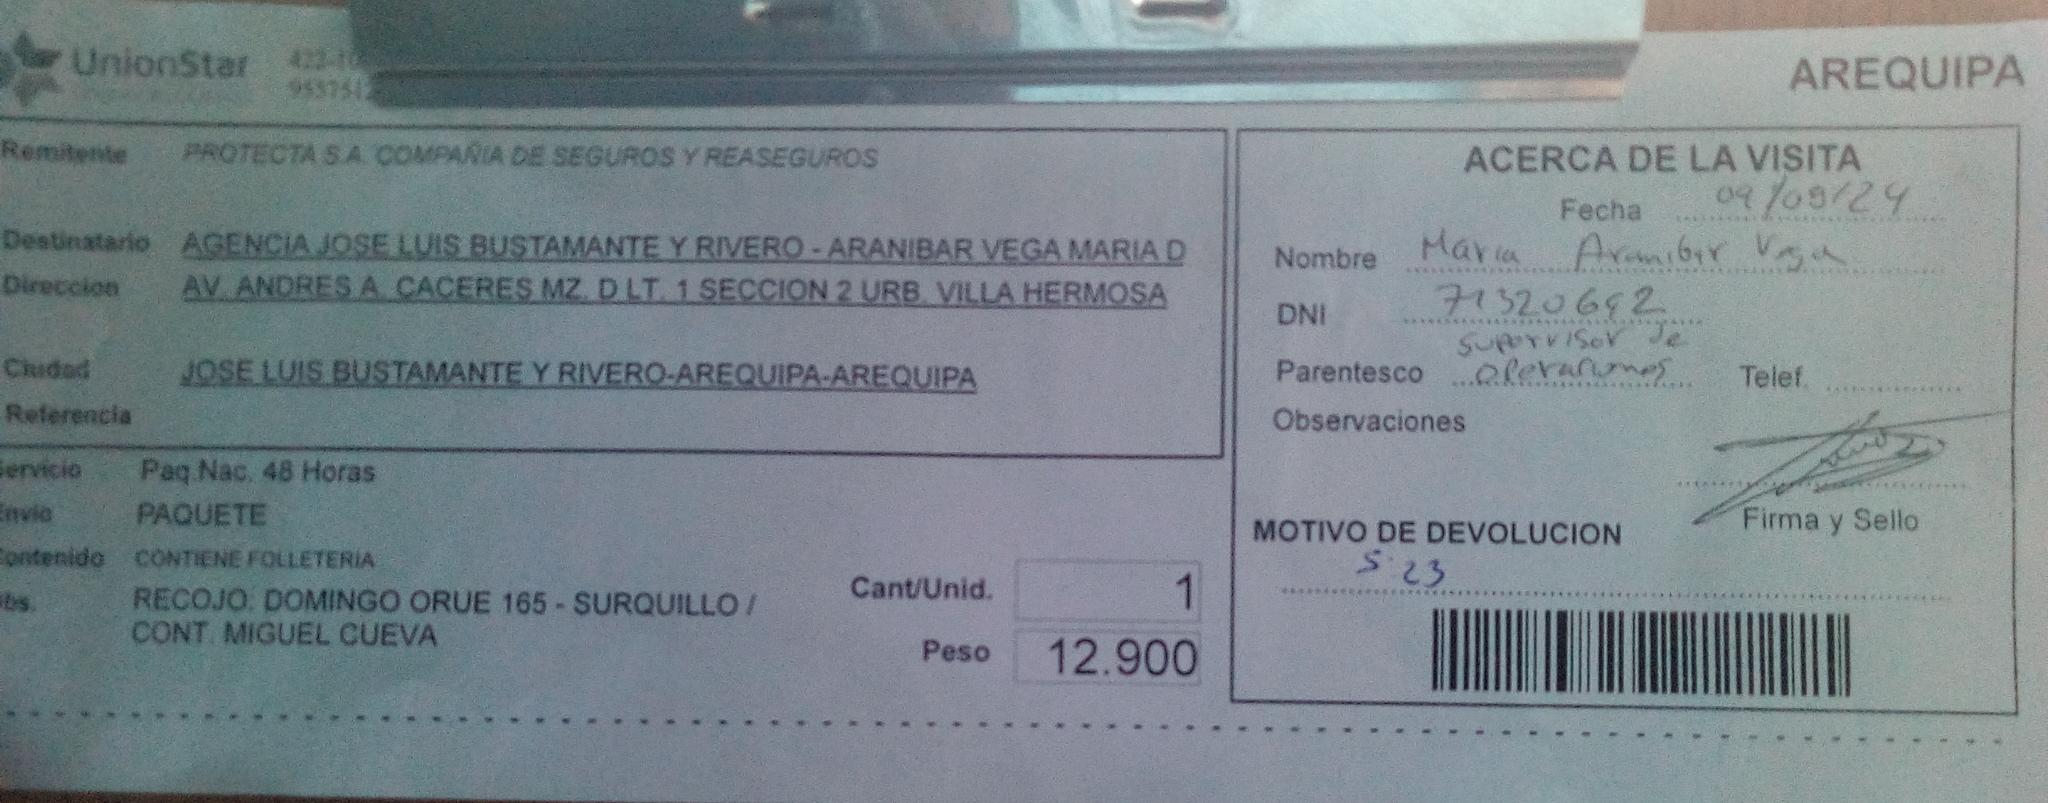 UnionStar
AREQUIPA
Remitente PROTECTA S.A. COMPAÑIA DE SEGUROS Y REASEGUROS
Destinatario AGENCIA JOSE LUIS BUSTAMANTE Y RIVERO - ARANIBAR VEGA MARIA D
Direccion AV. ANDRES A. CACERES MZ. D LT. 1 SECCION 2 URB. VILLA HERMOSA
Ciudad JOSE LUIS BUSTAMANTE Y RIVERO-AREQUIPA-AREQUIPA
Referencia
Servicio Paq.Nac. 48 Horas
Envio PAQUETE
Contenido CONTIENE FOLLETERIA
Obs. RECOJO: DOMINGO ORUE 165 - SURQUILLO /
CONT. MIGUEL CUEVA
Cant/Unid. 1
Peso 12.900
ACERCA DE LA VISITA
Fecha 09/09/24
Nombre Maria Aranibar Vega
DNI 71320692
Parentesco supervisor de
operaciones
Telef.
Observaciones
Firma y Sello
MOTIVO DE DEVOLUCION
5:23